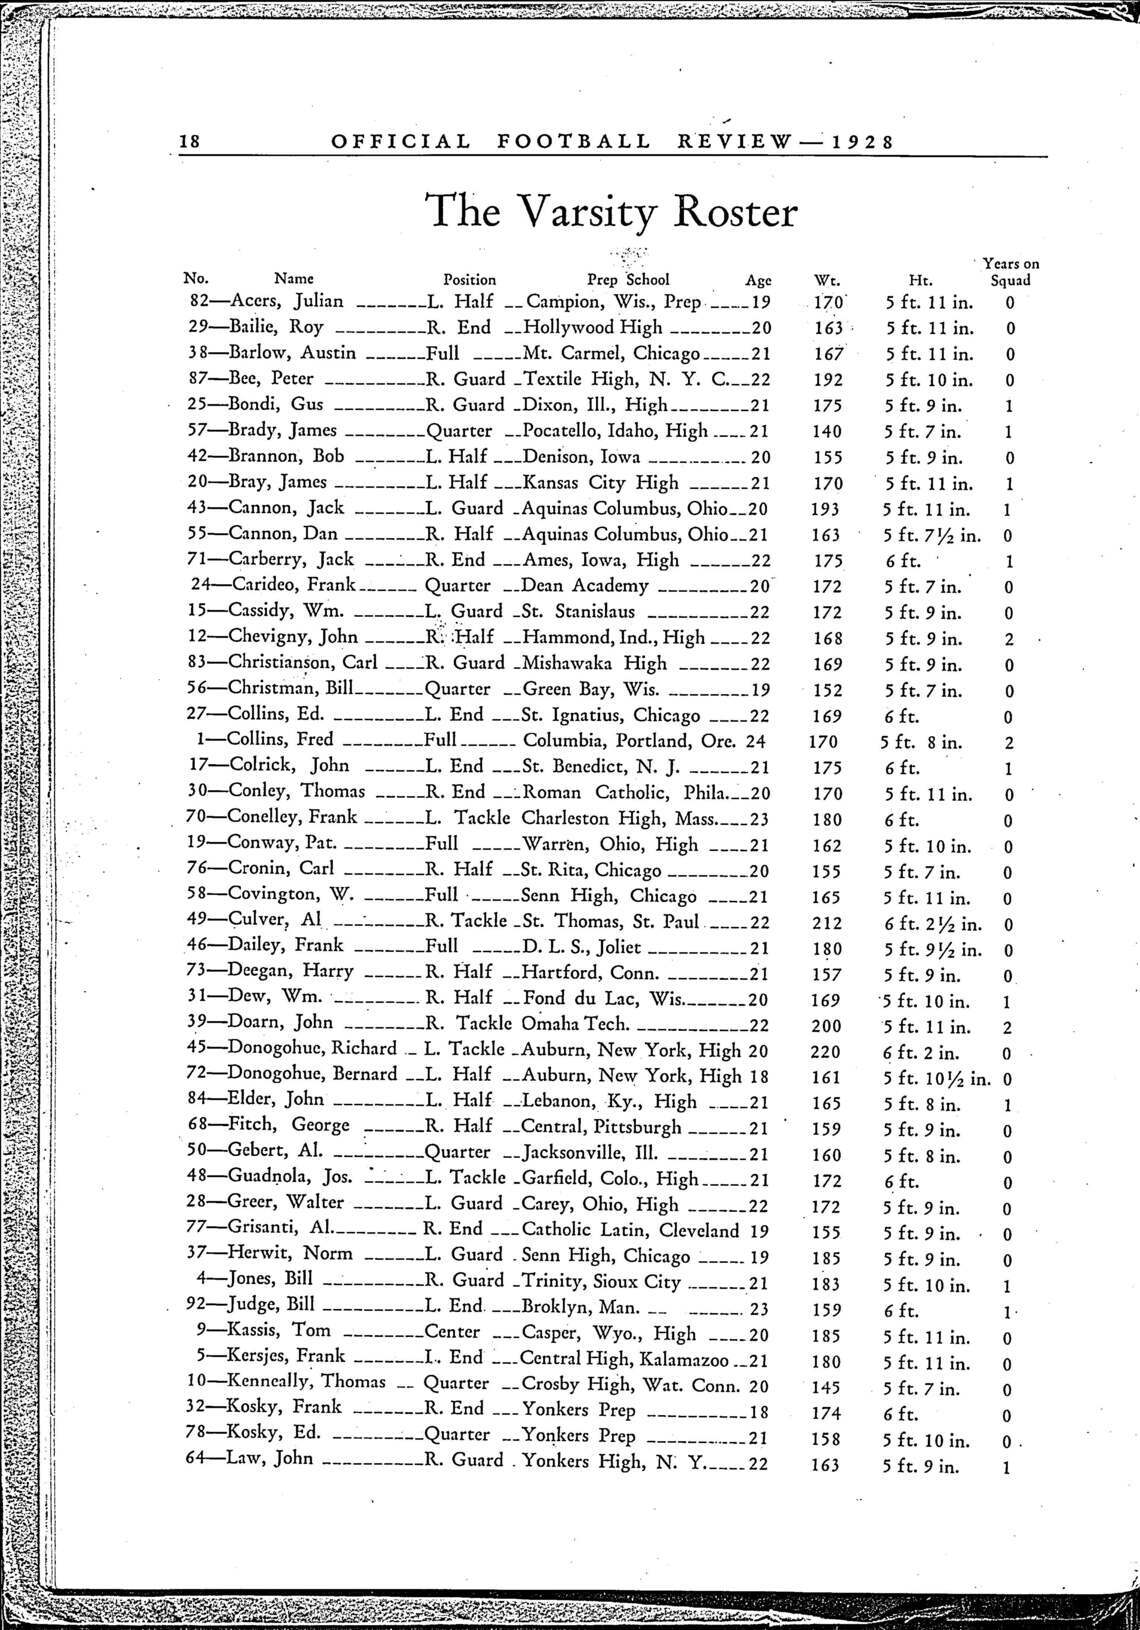 18 OFFICIAL FOOTBALL REVIEW—1928
The Varsity Roster
Years on
No. Name Position Prep School Age Wt. Ht. Squad
82—Acers, Julian L. Half Campion, Wis., Prep 19 170 5 ft. 11 in. 0
29—Bailie, Roy R. End Hollywood High 20 163 5 ft. 11 in. 0
38—Barlow, Austin Full Mt. Carmel, Chicago 21 167 5 ft. 11 in. 0
87—Bee, Peter R. Guard Textile High, N. Y. C. 22 192 5 ft. 10 in. 0
25—Bondi, Gus R. Guard Dixon, Ill., High 21 175 5 ft. 9 in. 1
57—Brady, James Quarter Pocatello, Idaho, High 21 140 5 ft. 7 in. 1
42—Brannon, Bob L. Half Denison, Iowa 20 155 5 ft. 9 in. 0
20—Bray, James L. Half Kansas City High 21 170 5 ft. 11 in. 1
43—Cannon, Jack L. Guard Aquinas Columbus, Ohio 20 193 5 ft. 11 in. 1
55—Cannon, Dan R. Half Aquinas Columbus, Ohio 21 163 5 ft. 7½ in. 0
71—Carberry, Jack R. End Ames, Iowa, High 22 175 6 ft. 1
24—Carideo, Frank Quarter Dean Academy 20 172 5 ft. 7 in. 0
15—Cassidy, Wm. L. Guard St. Stanislaus 22 172 5 ft. 9 in. 0
12—Chevigny, John R. Half Hammond, Ind., High 22 168 5 ft. 9 in. 2
83—Christianson, Carl R. Guard Mishawaka High 22 169 5 ft. 9 in. 0
56—Christman, Bill Quarter Green Bay, Wis. 19 152 5 ft. 7 in. 0
27—Collins, Ed. L. End St. Ignatius, Chicago 22 169 6 ft. 0
1—Collins, Fred Full Columbia, Portland, Ore. 24 170 5 ft. 8 in. 2
17—Colrick, John L. End St. Benedict, N. J. 21 175 6 ft. 1
30—Conley, Thomas R. End Roman Catholic, Phila. 20 170 5 ft. 11 in. 0
70—Conelley, Frank L. Tackle Charleston High, Mass. 23 180 6 ft. 0
19—Conway, Pat. Full Warren, Ohio, High 21 162 5 ft. 10 in. 0
76—Cronin, Carl R. Half St. Rita, Chicago 20 155 5 ft. 7 in. 0
58—Covington, W. Full Senn High, Chicago 21 165 5 ft. 11 in. 0
49—Culver, Al R. Tackle St. Thomas, St. Paul 22 212 6 ft. 2½ in. 0
46—Dailey, Frank Full D. L. S., Joliet 21 180 5 ft. 9½ in. 0
73—Deegan, Harry R. Half Hartford, Conn. 21 157 5 ft. 9 in. 0
31—Dew, Wm. R. Half Fond du Lac, Wis. 20 169 5 ft. 10 in. 1
39—Doarn, John R. Tackle Omaha Tech. 22 200 5 ft. 11 in. 2
45—Donogohue, Richard L. Tackle Auburn, New York, High 20 220 6 ft. 2 in. 0
72—Donogohue, Bernard L. Half Auburn, New York, High 18 161 5 ft. 10½ in. 0
84—Elder, John L. Half Lebanon, Ky., High 21 165 5 ft. 8 in. 1
68—Fitch, George R. Half Central, Pittsburgh 21 159 5 ft. 9 in. 0
50—Gebert, Al. Quarter Jacksonville, Ill. 21 160 5 ft. 8 in. 0
48—Guadnola, Jos. L. Tackle Garfield, Colo., High 21 172 6 ft. 0
28—Greer, Walter L. Guard Carey, Ohio, High 22 172 5 ft. 9 in. 0
77—Grisanti, Al. R. End Catholic Latin, Cleveland 19 155 5 ft. 9 in. 0
37—Herwit, Norm L. Guard Senn High, Chicago 19 185 5 ft. 9 in. 0
4—Jones, Bill R. Guard Trinity, Sioux City 21 183 5 ft. 10 in. 1
92—Judge, Bill L. End Broklyn, Man. 23 159 6 ft. 1
9—Kassis, Tom Center Casper, Wyo., High 20 185 5 ft. 11 in. 0
5—Kersjes, Frank L. End Central High, Kalamazoo 21 180 5 ft. 11 in. 0
10—Kenneally, Thomas Quarter Crosby High, Wat. Conn. 20 145 5 ft. 7 in. 0
32—Kosky, Frank R. End Yonkers Prep 18 174 6 ft. 0
78—Kosky, Ed. Quarter Yonkers Prep 21 158 5 ft. 10 in. 0
64—Law, John R. Guard Yonkers High, N. Y. 22 163 5 ft. 9 in. 1